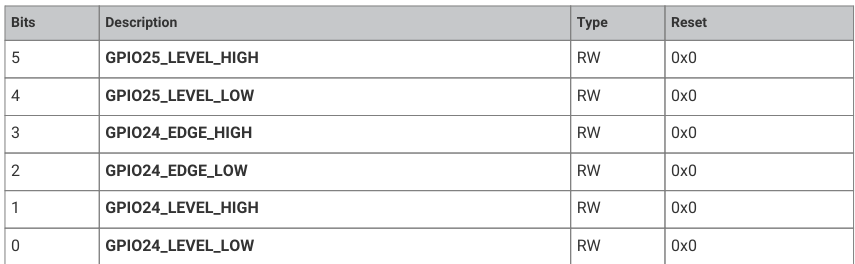 Bits Description Type Reset
5 GPIO25_LEVEL_HIGH RW 0x0
4 GPIO25_LEVEL_LOW RW 0x0
3 GPIO24_EDGE_HIGH RW 0x0
2 GPIO24_EDGE_LOW RW 0x0
1 GPIO24_LEVEL_HIGH RW 0x0
0 GPIO24_LEVEL_LOW RW 0x0